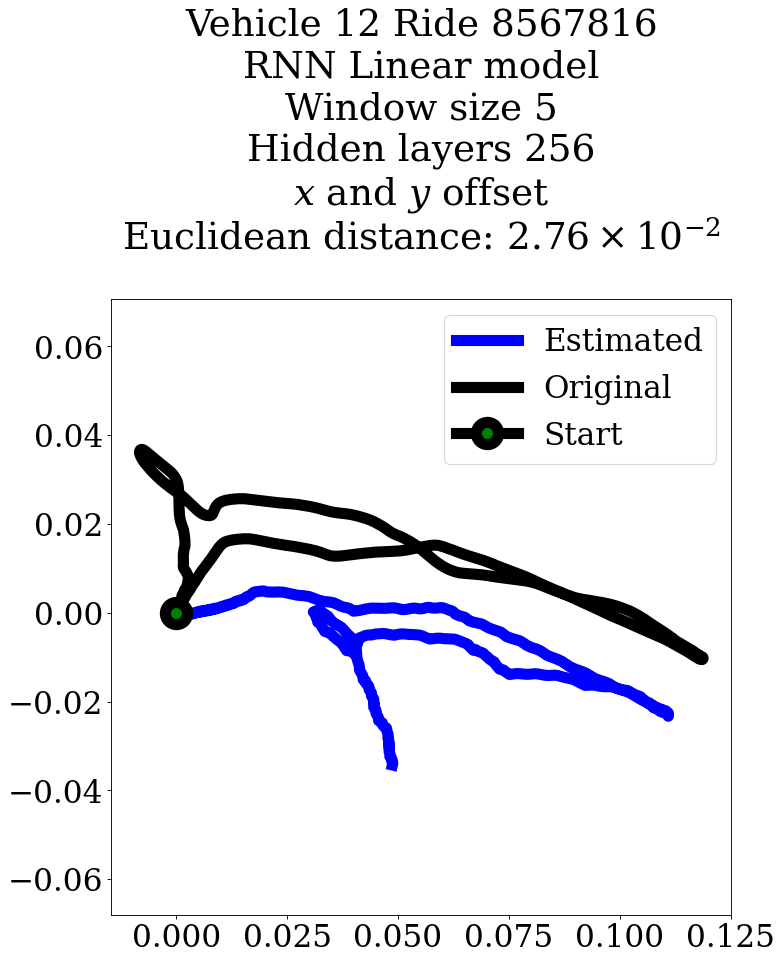 Vehicle 12 Ride 8567816
RNN Linear model
Window size 5
Hidden layers 256
x and y offset
Euclidean distance: 2.76 × 10⁻²
Estimated
Original
Start
0.06
0.04
0.02
0.00
−0.02
−0.04
−0.06
0.000 0.025 0.050 0.075 0.100 0.125